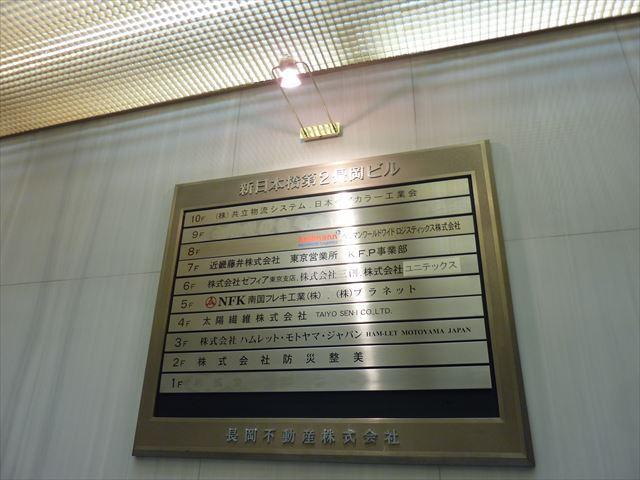 新日本橋第2長岡ビル
10F (株)共立物流システム . 日本 カラー工業会
9F
8F マンワールドワイドロジスティックス株式会社
7F 近畿藤井株式会社 東京営業所 K.F.P事業部
6F 株式会社ゼフィア東京支店, 株式会社三 , 株式会社ユニテックス
5F NFK 南国フレキ工業(株) . (株)プラネット
4F 太陽繊維株式会社 TAIYO SEN-I CO.,LTD.
3F 株式会社ハムレット・モトヤマ・ジャパン HAM-LET MOTOYAMA JAPAN
2F 株式会社防災整美
1F
長岡不動産株式会社